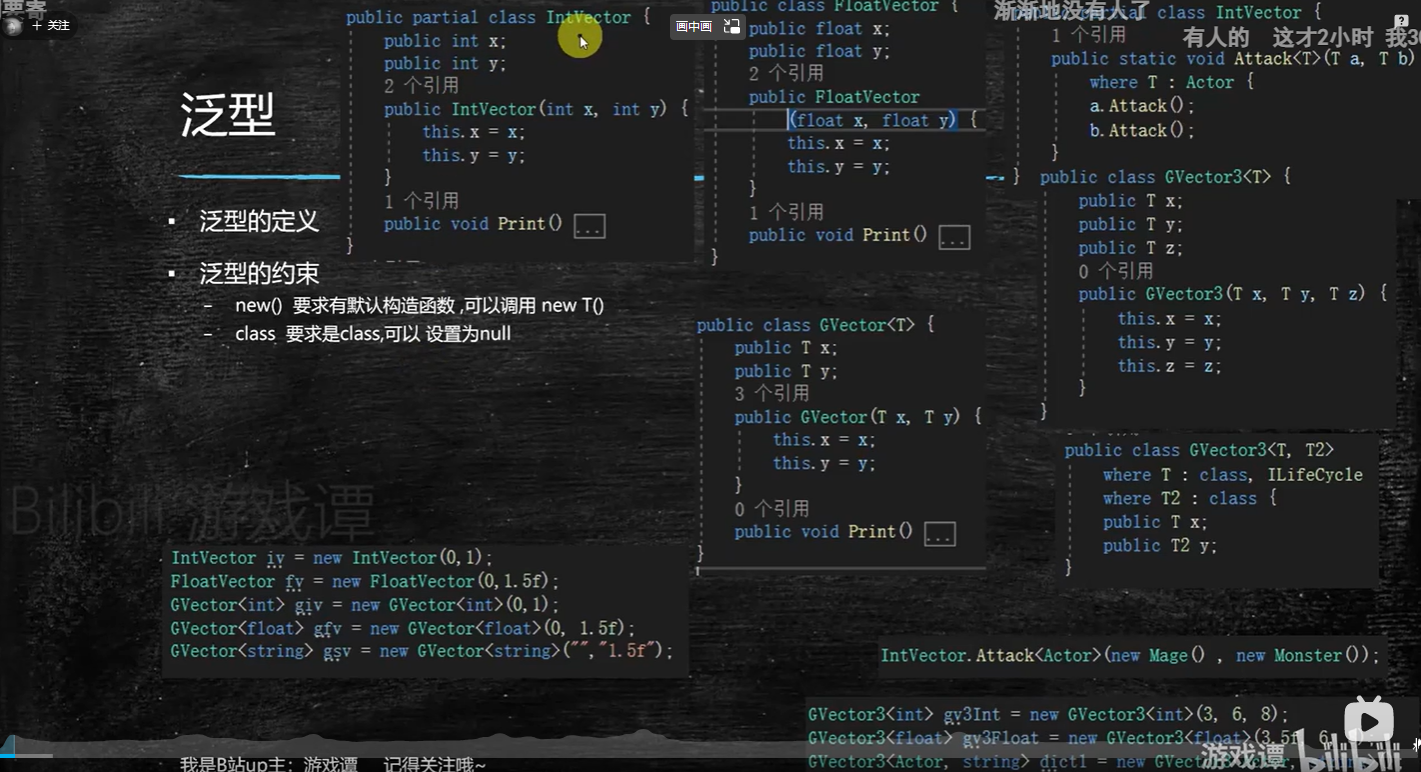 + 关注
泛型
▪ 泛型的定义
▪ 泛型的约束
– new() 要求有默认构造函数 ,可以调用 new T()
– class 要求是class,可以 设置为null
public partial class IntVector {
public int x;
public int y;
2 个引用
public IntVector(int x, int y) {
this.x = x;
this.y = y;
}
1 个引用
public void Print() ...
}
画中画
public class FloatVector {
public float x;
public float y;
2 个引用
public FloatVector
(float x, float y) {
this.x = x;
this.y = y;
}
1 个引用
public void Print() ...
}
渐渐地没有人了
class IntVector {
有人的 这才2小时
1 个引用
public static void Attack<T>(T a, T b)
where T : Actor {
a.Attack();
b.Attack();
}
}
public class GVector3<T> {
public T x;
public T y;
public T z;
0 个引用
public GVector3(T x, T y, T z) {
this.x = x;
this.y = y;
this.z = z;
}
}
public class GVector<T> {
public T x;
public T y;
3 个引用
public GVector(T x, T y) {
this.x = x;
this.y = y;
}
0 个引用
public void Print() ...
}
public class GVector3<T, T2>
where T : class, ILifeCycle
where T2 : class {
public T x;
public T2 y;
}
Bilibili 游戏谭
IntVector iv = new IntVector(0,1);
FloatVector fv = new FloatVector(0,1.5f);
GVector<int> giv = new GVector<int>(0,1);
GVector<float> gfv = new GVector<float>(0, 1.5f);
GVector<string> gsv = new GVector<string>("","1.5f");
IntVector.Attack<Actor>(new Mage() , new Monster());
GVector3<int> gv3Int = new GVector3<int>(3, 6, 8);
GVector3<float> gv3Float = new GVector3<float>(3.5f
GVector3<Actor, string> dict1 = new
游戏谭 bilibili
我是B站up主：游戏谭 记得关注哦~